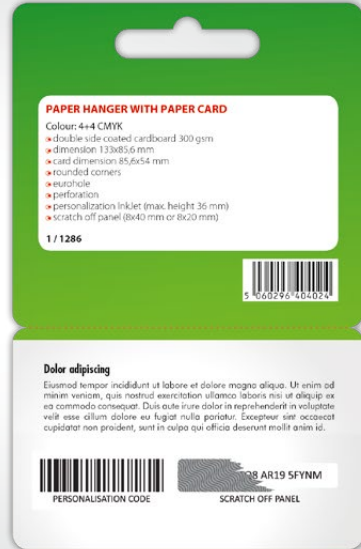 PAPER HANGER WITH PAPER CARD
Colour: 4+4 CMYK
double side coated cardboard 300 gsm
dimension 133x85,6 mm
card dimension 85,6x54 mm
rounded corners
eurohole
perforation
personalization InkJet (max. height 36 mm)
scratch off panel (8x40 mm or 8x20 mm)
1 / 1286
5 060296 404024
Dolor adipiscing
Eiusmod tempor incididunt ut labore et dolore magna aliqua. Ut enim ad
minim veniam, quis nostrud exercitation ullamco laboris nisi ut aliquip ex
ea commodo consequat. Duis aute irure dolor in reprehenderit in voluptate
velit esse cillum dolore eu fugiat nulla pariatur. Excepteur sint occaecat
cupidatat non proident, sunt in culpa qui officia deserunt mollit anim id.
08 AR19 5FYNM
PERSONALISATION CODE
SCRATCH OFF PANEL